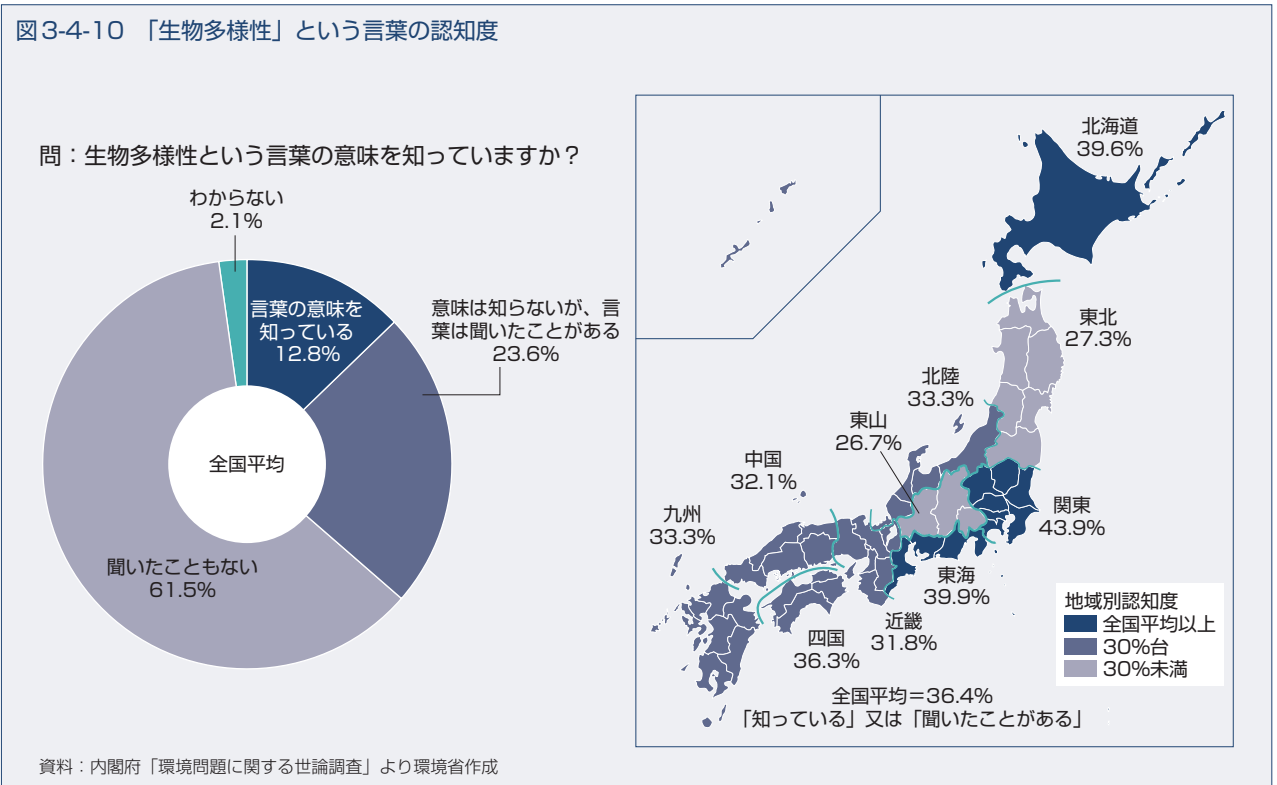 図3-4-10 「生物多様性」という言葉の認知度
問：生物多様性という言葉の意味を知っていますか？
わからない
2.1%
言葉の意味を
知っている
12.8%
意味は知らないが、言
葉は聞いたことがある
23.6%
全国平均
聞いたこともない
61.5%
北海道
39.6%
東北
27.3%
北陸
33.3%
東山
26.7%
中国
32.1%
九州
33.3%
関東
43.9%
東海
39.9%
近畿
31.8%
四国
36.3%
地域別認知度
全国平均以上
30%台
30%未満
全国平均＝36.4%
「知っている」又は「聞いたことがある」
資料：内閣府「環境問題に関する世論調査」より環境省作成